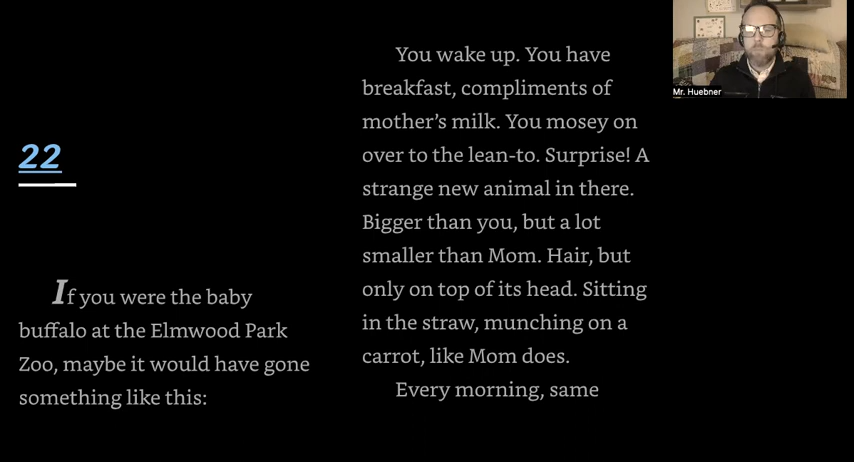 22
If you were the baby
buffalo at the Elmwood Park
Zoo, maybe it would have gone
something like this:
You wake up. You have
breakfast, compliments of
mother’s milk. You mosey on
over to the lean-to. Surprise! A
strange new animal in there.
Bigger than you, but a lot
smaller than Mom. Hair, but
only on top of its head. Sitting
in the straw, munching on a
carrot, like Mom does.
Every morning, same
Mr. Huebner